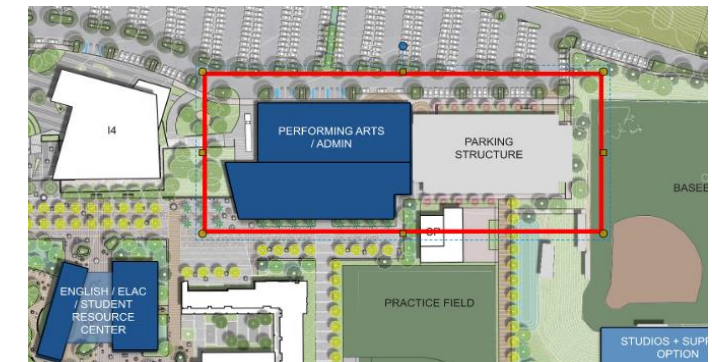 I4
PERFORMING ARTS
/ ADMIN
PARKING
STRUCTURE
CP
ENGLISH / ELAC
/ STUDENT
RESOURCE
CENTER
PRACTICE FIELD
BASEB
STUDIOS + SUPP
OPTION